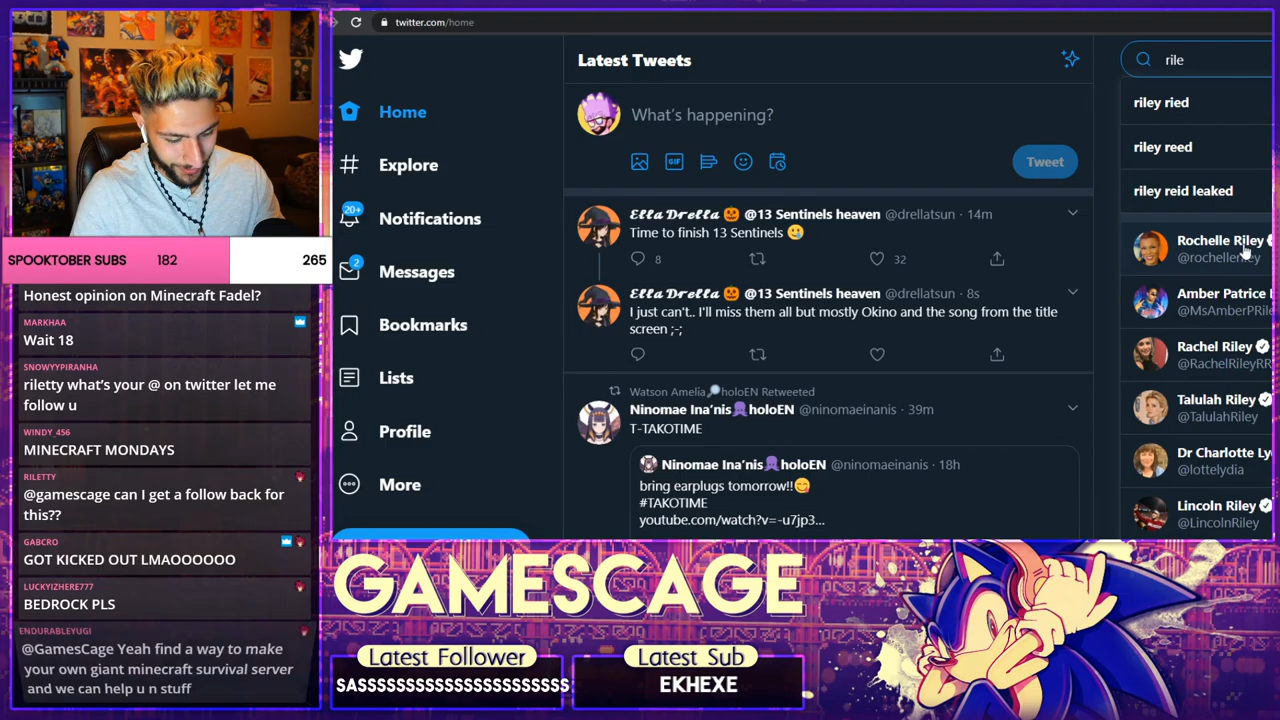 twitter.com/home
SPOOKTOBER SUBS 182 265
Honest opinion on Minecraft Fadel?
MARKHAA
Wait 18
SNOWYYPIRANHA
riletty what's your @ on twitter let me
follow u
WINDY_456
MINECRAFT MONDAYS
RILETTY
@gamescage can I get a follow back for
this??
GABCRO
GOT KICKED OUT LMAOOOOOO
LUCKYIZHERE777
BEDROCK PLS
ENDURABLEYUGI
@GamesCage Yeah find a way to make
your own giant minecraft survival server
and we can help u n stuff
Home
Explore
20+
Notifications
2
Messages
Bookmarks
Lists
Profile
More
Latest Tweets
What's happening?
GIF
Tweet
Ella Drella 🎃 @13 Sentinels heaven @drellatsun · 14m
Time to finish 13 Sentinels 🥲
8 32
Ella Drella 🎃 @13 Sentinels heaven @drellatsun · 8s
I just can't.. I'll miss them all but mostly Okino and the song from the title
screen ;-;
Watson Amelia🔎holoEN Retweeted
Ninomae Ina'nis🐙holoEN @ninomaeinanis · 39m
T-TAKOTIME
Ninomae Ina'nis🐙holoEN @ninomaeinanis · 18h
bring earplugs tomorrow!!😋
#TAKOTIME
youtube.com/watch?v=-u7jp3...
rile
riley ried
riley reed
riley reid leaked
Rochelle Riley
Amber Patrice
@MsAmberPRile
Rachel Riley
@RachelRileyRR
Talulah Riley
@TalulahRiley
Dr Charlotte Ly
@lottelydia
Lincoln Riley
@LincolnRiley
GAMESCAGE
Latest Follower
SASSSSSSSSSSSSSSSSSSSSSS
Latest Sub
EKHEXE